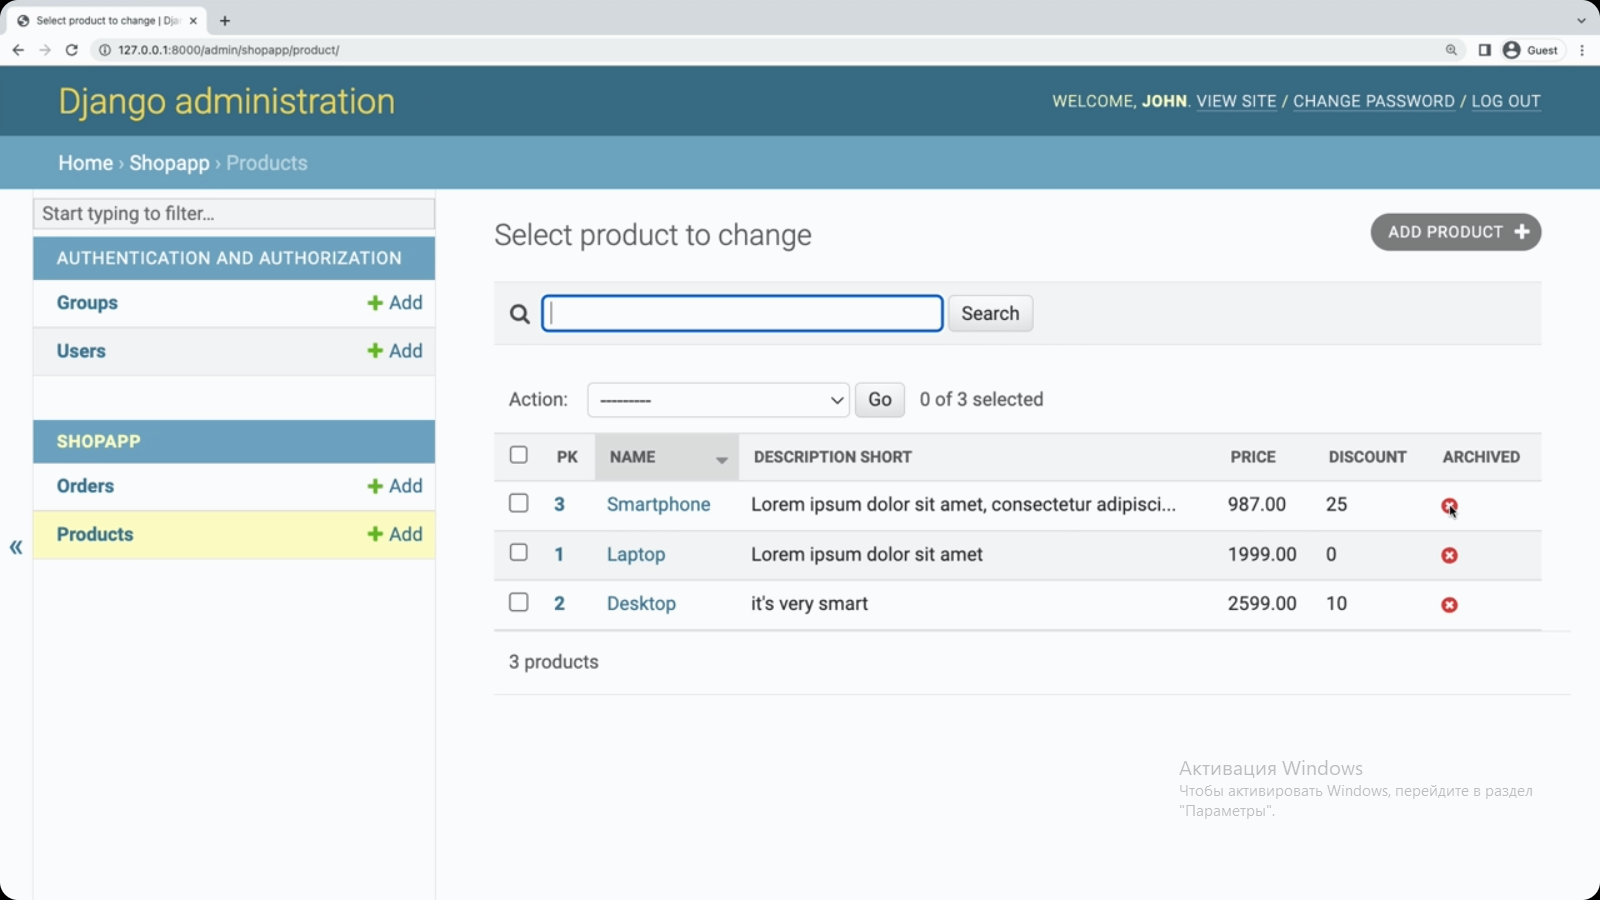 Select product to change | Dja
127.0.0.1:8000/admin/shopapp/product/
Guest
Django administration
WELCOME, JOHN. VIEW SITE / CHANGE PASSWORD / LOG OUT
Home › Shopapp › Products
Start typing to filter...
AUTHENTICATION AND AUTHORIZATION
Groups + Add
Users + Add
SHOPAPP
Orders + Add
Products + Add
«
Select product to change
ADD PRODUCT +
Search
Action: --------- Go 0 of 3 selected
PK NAME DESCRIPTION SHORT PRICE DISCOUNT ARCHIVED
3 Smartphone Lorem ipsum dolor sit amet, consectetur adipisci... 987.00 25
1 Laptop Lorem ipsum dolor sit amet 1999.00 0
2 Desktop it's very smart 2599.00 10
3 products
Активация Windows
Чтобы активировать Windows, перейдите в раздел
"Параметры".